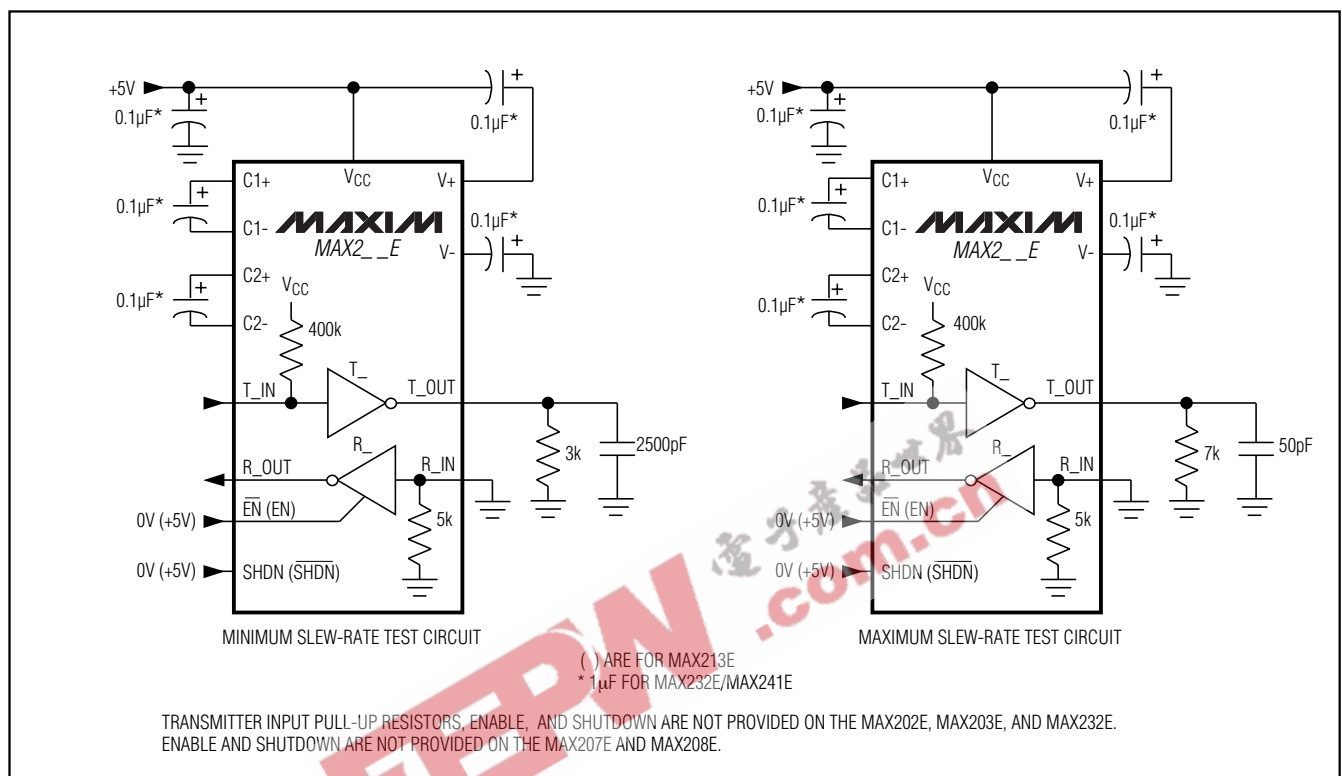 +5V
+
0.1µF*
+
0.1µF*
C1+
VCC
V+
0.1µF*
+
C1-
MAXIM
MAX2_ _E
0.1µF*
V-
+
C2+
0.1µF*
+
C2-
VCC
400k
T_IN
T_
T_OUT
3k
2500pF
R_OUT
R_
R_IN
0V (+5V)
E̅N̅ (EN)
5k
0V (+5V)
SHDN (S̅H̅D̅N̅)
MINIMUM SLEW-RATE TEST CIRCUIT
+5V
+
0.1µF*
+
0.1µF*
C1+
VCC
V+
0.1µF*
+
C1-
MAXIM
MAX2_ _E
0.1µF*
V-
+
C2+
0.1µF*
+
C2-
VCC
400k
T_IN
T_
T_OUT
7k
50pF
R_OUT
R_
R_IN
0V (+5V)
E̅N̅ (EN)
5k
0V (+5V)
SHDN (S̅H̅D̅N̅)
MAXIMUM SLEW-RATE TEST CIRCUIT
電子產品世界
EEPW.com.cn
( ) ARE FOR MAX213E
* 1µF FOR MAX232E/MAX241E
TRANSMITTER INPUT PULL-UP RESISTORS, ENABLE, AND SHUTDOWN ARE NOT PROVIDED ON THE MAX202E, MAX203E, AND MAX232E.
ENABLE AND SHUTDOWN ARE NOT PROVIDED ON THE MAX207E AND MAX208E.